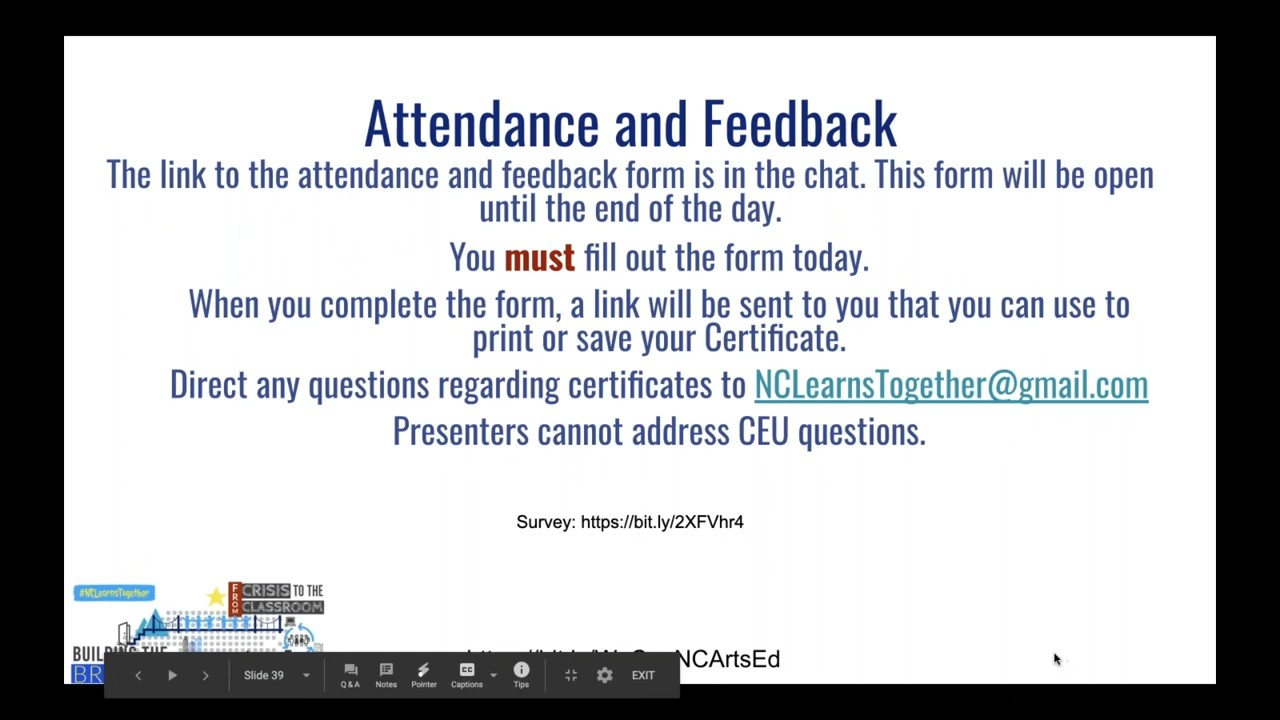 Attendance and Feedback
The link to the attendance and feedback form is in the chat. This form will be open
until the end of the day.
You must fill out the form today.
When you complete the form, a link will be sent to you that you can use to
print or save your Certificate.
Direct any questions regarding certificates to NCLearnsTogether@gmail.com
Presenters cannot address CEU questions.
Survey: https://bit.ly/2XFVhr4
#NCLearnsTogether
FROM CRISIS TO THE
CLASSROOM
BUILDING THE
NCArtsEd
Slide 39
Q & A
Notes
Pointer
CC
Captions
Tips
EXIT